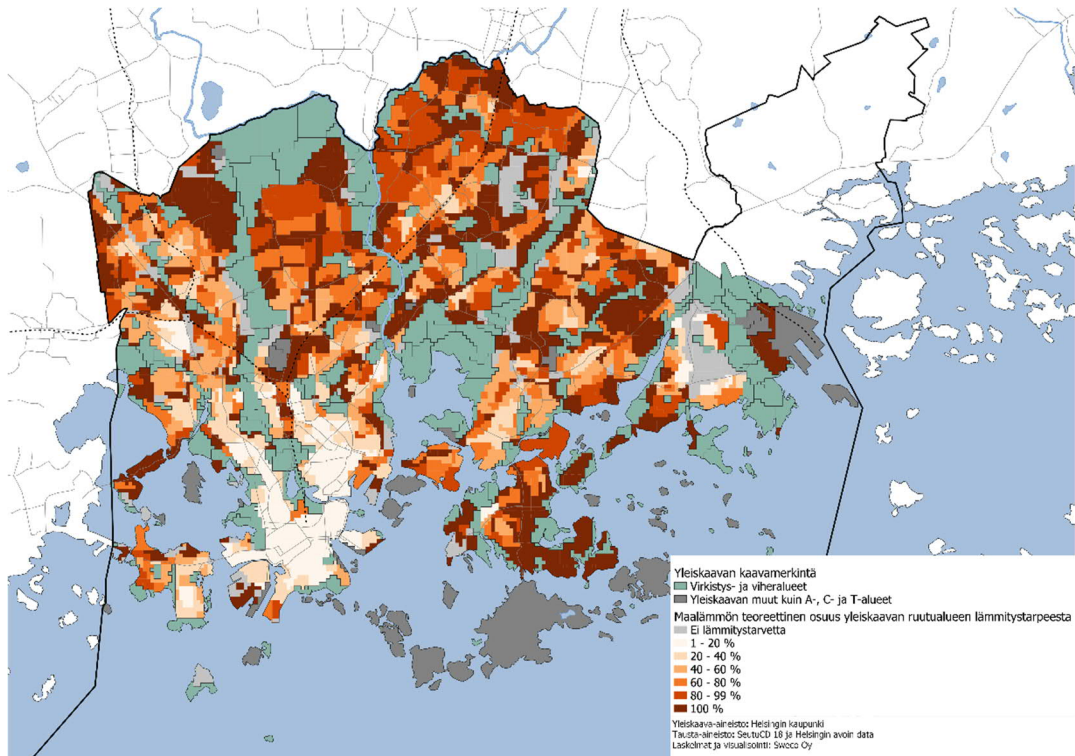 Yleiskaavan kaavamerkintä
Virkistys- ja viheralueet
Yleiskaavan muut kuin A-, C- ja T-alueet
Maalämmön teoreettinen osuus yleiskaavan ruutualueen lämmitystarpeesta
Ei lämmitystarvetta
1 - 20 %
20 - 40 %
40 - 60 %
60 - 80 %
80 - 99 %
100 %
Yleiskaava-aineisto: Helsingin kaupunki
Tausta-aineisto: SeutuCD 18 ja Helsingin avoin data
Laskelmat ja visualisointi: Sweco Oy